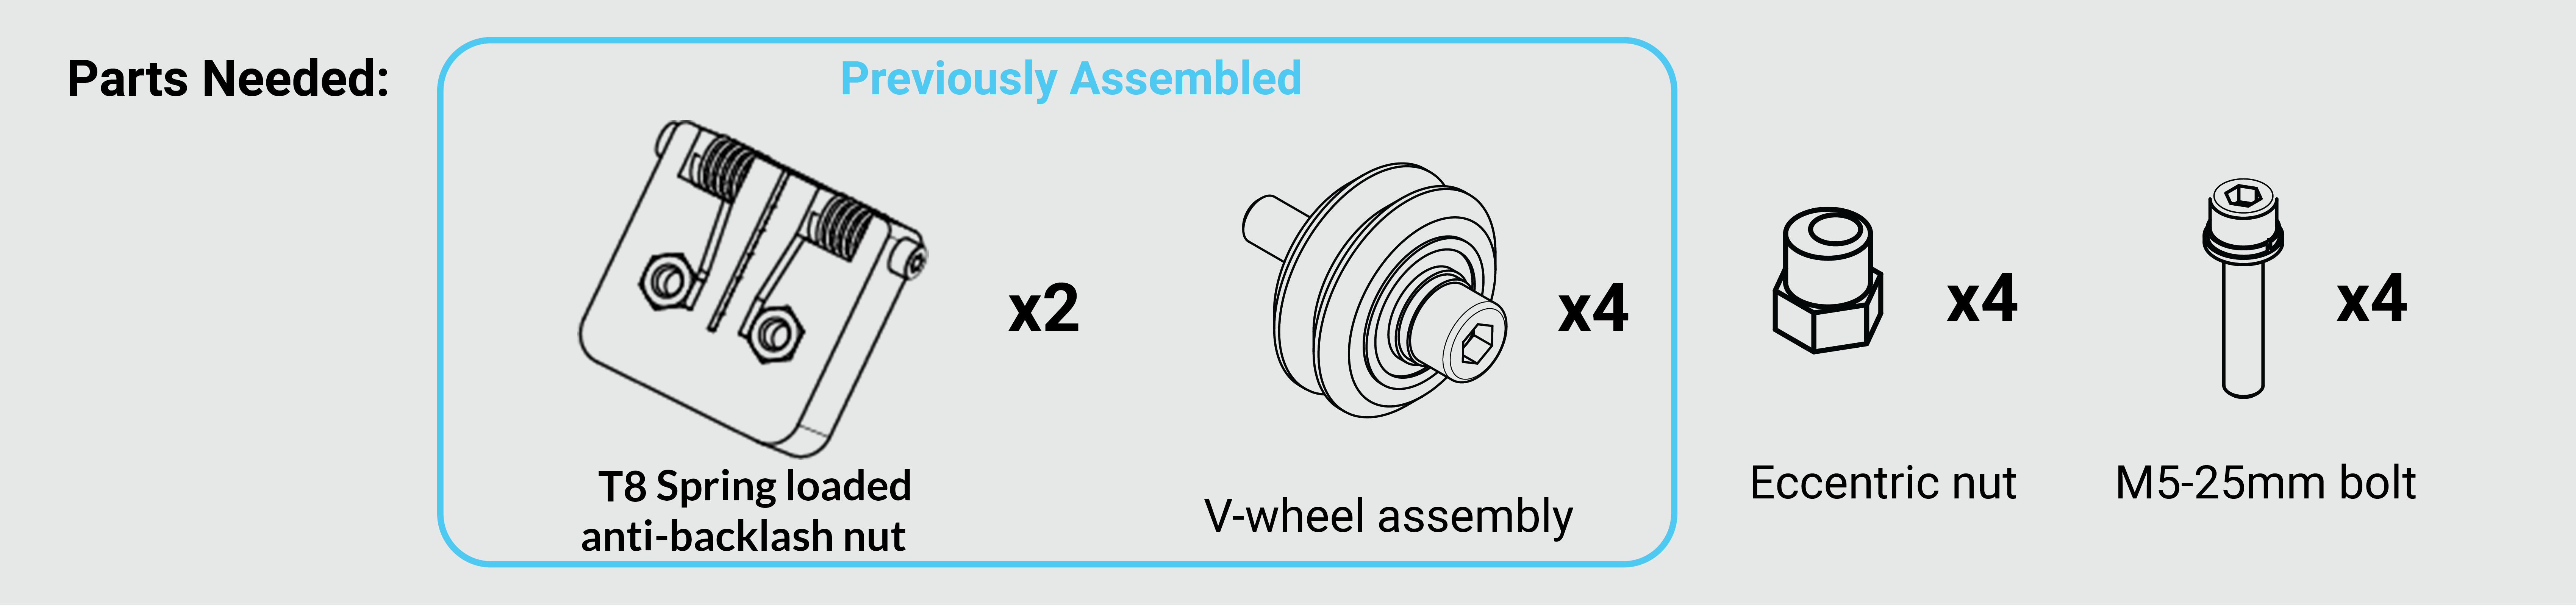 Parts Needed:
Previously Assembled
x2
x4
x4
x4
T8 Spring loaded
anti-backlash nut
V-wheel assembly
Eccentric nut
M5-25mm bolt